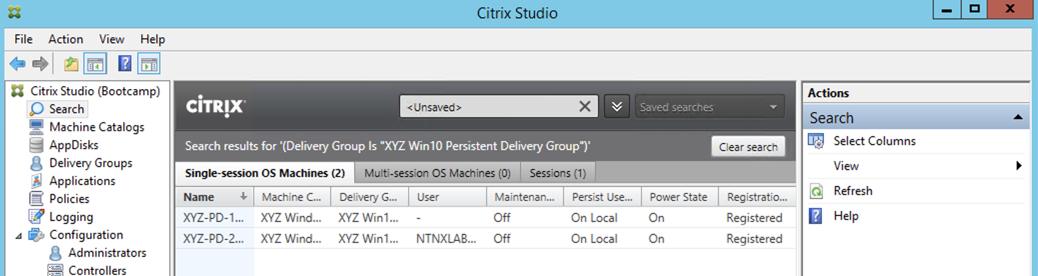 Citrix Studio
File Action View Help
Citrix Studio (Bootcamp)
Search
Machine Catalogs
AppDisks
Delivery Groups
Applications
Policies
Logging
Configuration
Administrators
Controllers
CİTRIX
<Unsaved>
Saved searches
Search results for '(Delivery Group Is "XYZ Win10 Persistent Delivery Group")'
Clear search
Single-session OS Machines (2) Multi-session OS Machines (0) Sessions (1)
Name Machine C... Delivery G... User Maintenan... Persist Use... Power State Registratio...
XYZ-PD-1... XYZ Wind... XYZ Win1... - Off On Local On Registered
XYZ-PD-2... XYZ Wind... XYZ Win1... NTNXLAB... Off On Local On Registered
Actions
Search
Select Columns
View
Refresh
Help